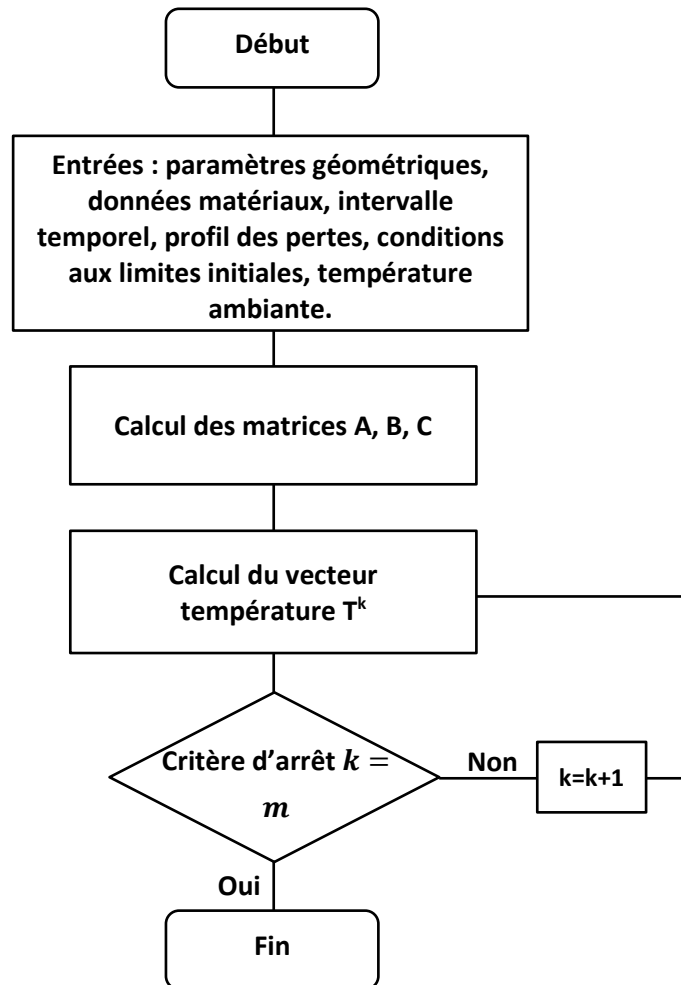 Début
Entrées : paramètres géométriques,
données matériaux, intervalle
temporel, profil des pertes, conditions
aux limites initiales, température
ambiante.
Calcul des matrices A, B, C
Calcul du vecteur
température T^k
Critère d’arrêt k =
m
Non
k=k+1
Oui
Fin